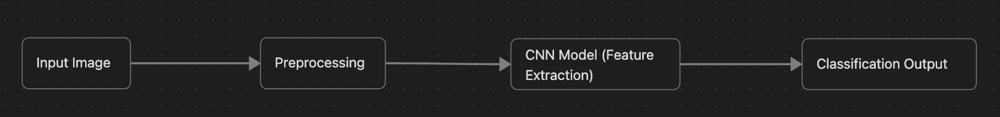 Input Image
Preprocessing
CNN Model (Feature
Extraction)
Classification Output